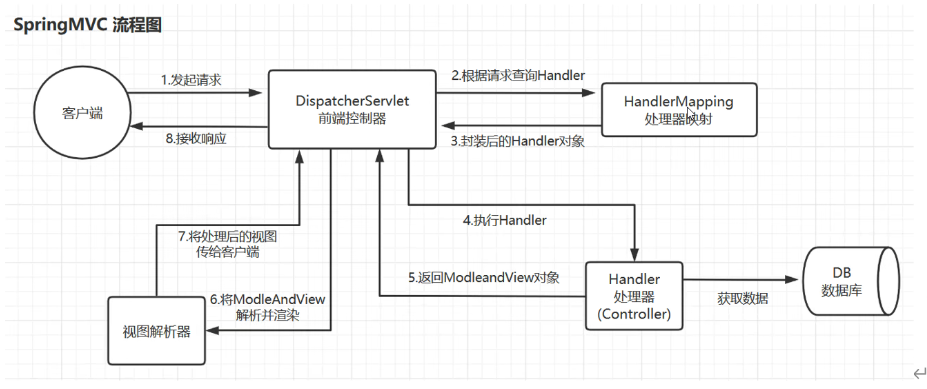 SpringMVC 流程图
1.发起请求
2.根据请求查询Handler
客户端
DispatcherServlet
前端控制器
HandlerMapping
处理器映射
8.接收响应
3.封装后的Handler对象
4.执行Handler
7.将处理后的视图
传给客户端
5.返回ModleandView对象
Handler
处理器
(Controller)
获取数据
DB
数据库
6.将ModleAndView
解析并渲染
视图解析器